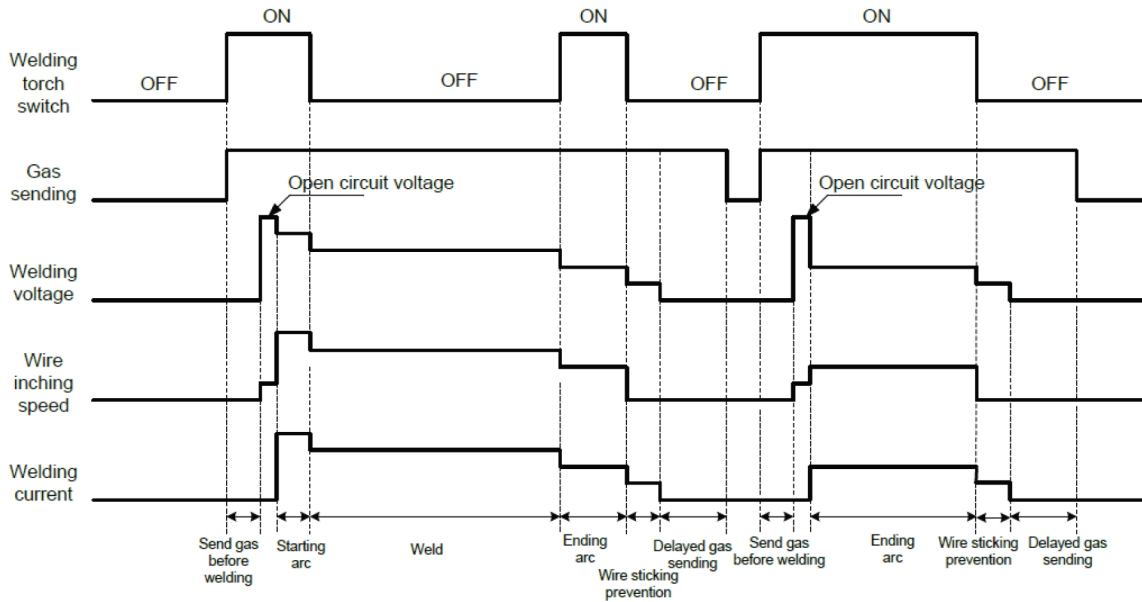 ON
ON
ON
Welding
torch
switch
OFF
OFF
OFF
OFF
Gas
sending
Open circuit voltage
Open circuit voltage
Welding
voltage
Wire
inching
speed
Welding
current
Send gas
before
welding
Starting
arc
Weld
Ending
arc
Wire sticking
prevention
Delayed gas
sending
Send gas
before welding
Ending
arc
Wire sticking
prevention
Delayed gas
sending